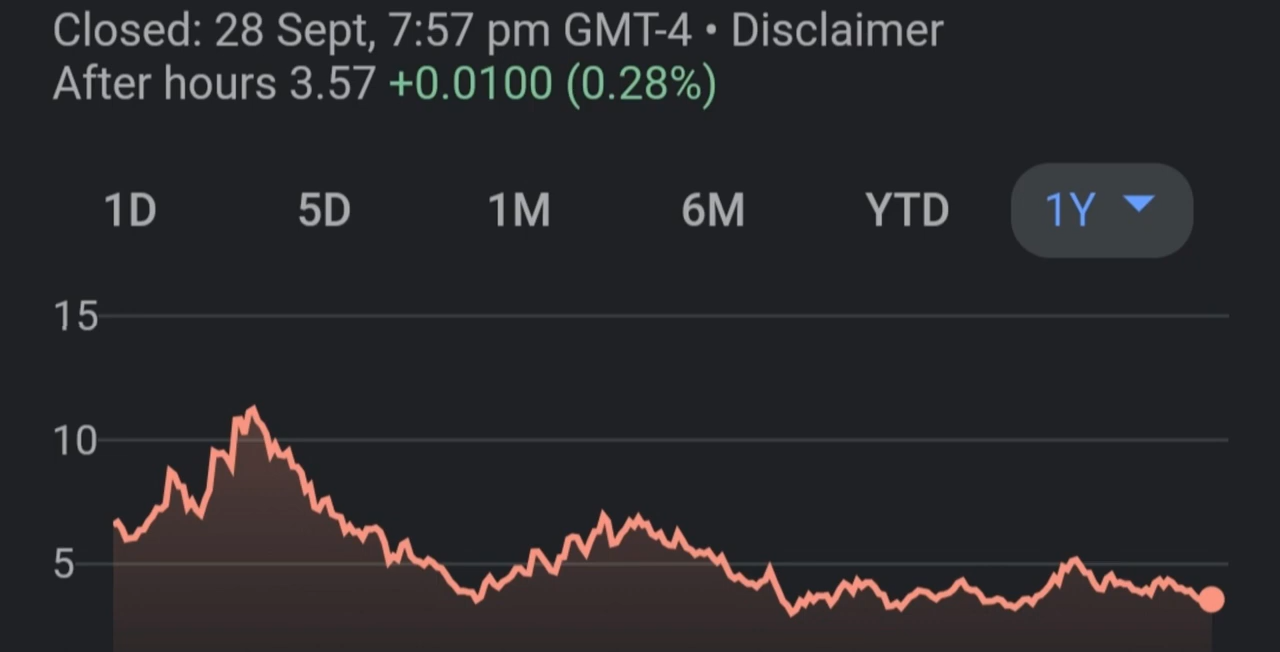 Closed: 28 Sept, 7:57 pm GMT-4 • Disclaimer
After hours 3.57 +0.0100 (0.28%)
1D 5D 1M 6M YTD 1Y
15
10
5